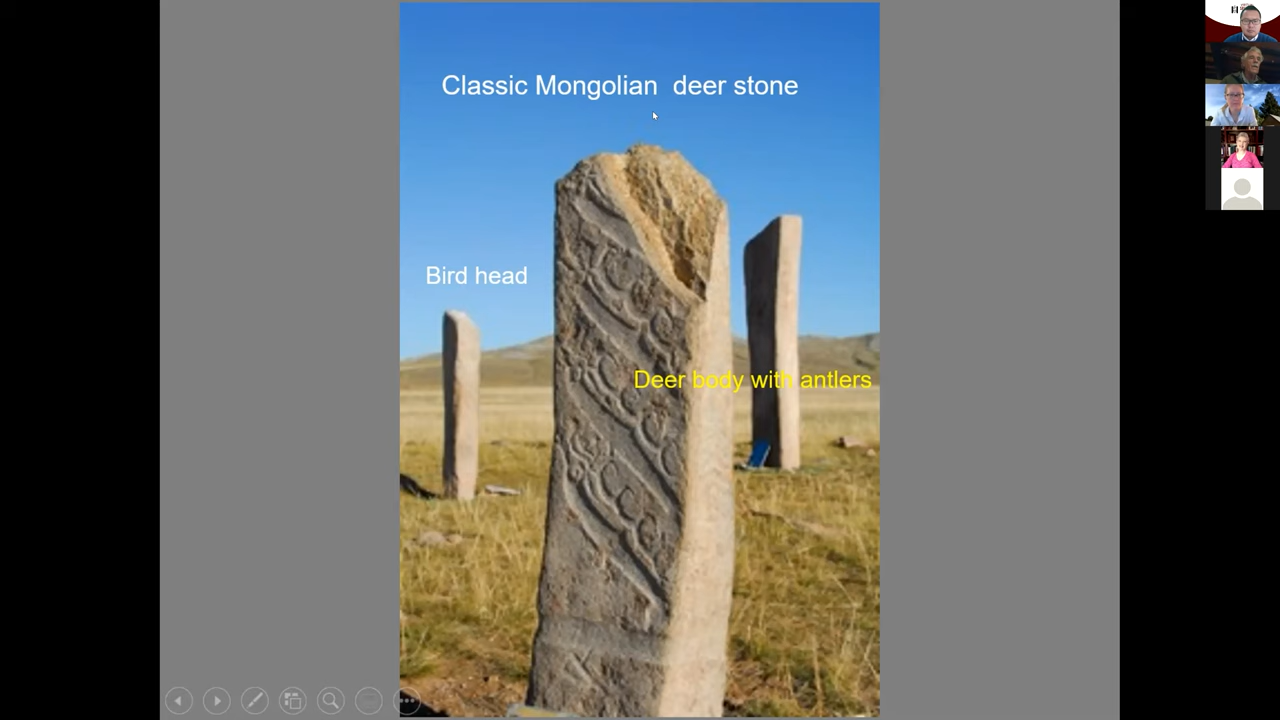 Classic Mongolian  deer stone
Bird head
Deer body with antlers